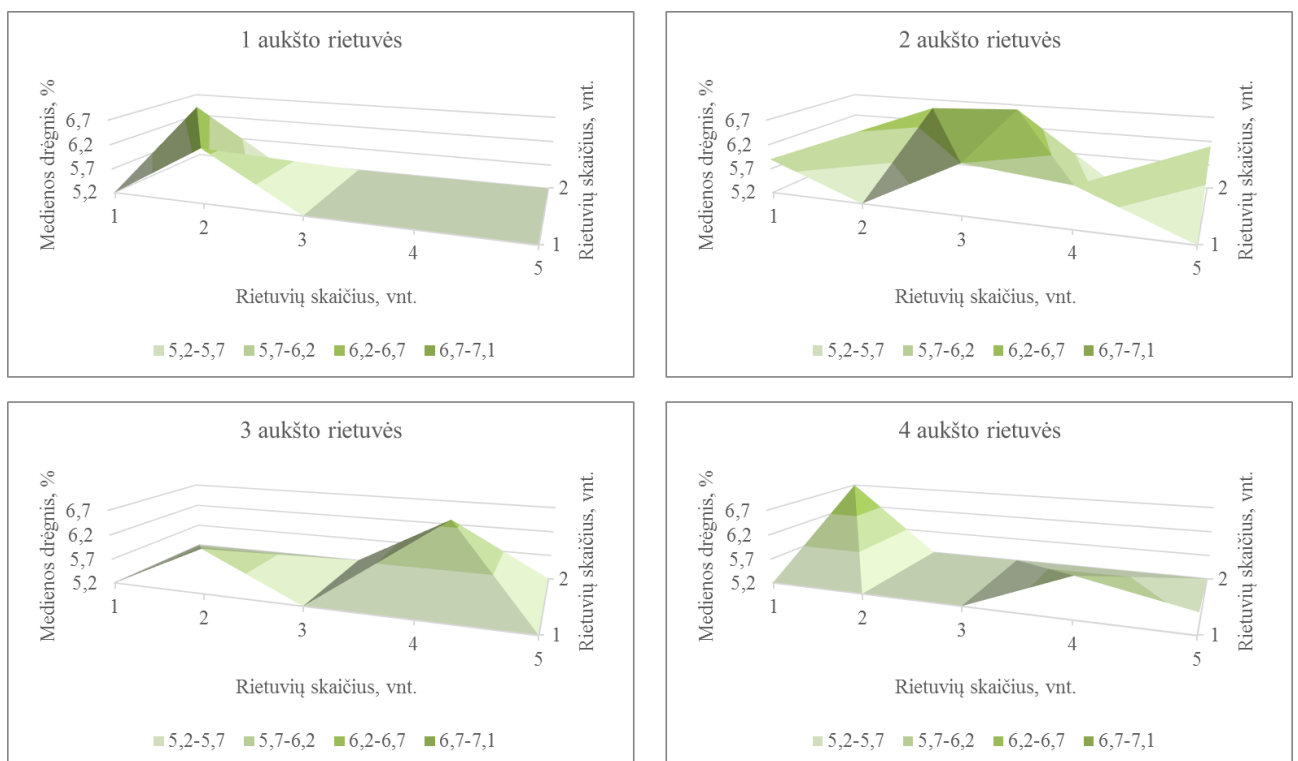 1 aukšto rietuvės
Medienos drėgnis, %
6,7
6,2
5,7
5,2
1
2
3
4
5
2
1
Rietuvių skaičius, vnt.
Rietuvių skaičius, vnt.
5,2-5,7 5,7-6,2 6,2-6,7 6,7-7,1
2 aukšto rietuvės
Medienos drėgnis, %
6,7
6,2
5,7
5,2
1
2
3
4
5
2
1
Rietuvių skaičius, vnt.
Rietuvių skaičius, vnt.
5,2-5,7 5,7-6,2 6,2-6,7 6,7-7,1
3 aukšto rietuvės
Medienos drėgnis, %
6,7
6,2
5,7
5,2
1
2
3
4
5
2
1
Rietuvių skaičius, vnt.
Rietuvių skaičius, vnt.
5,2-5,7 5,7-6,2 6,2-6,7 6,7-7,1
4 aukšto rietuvės
Medienos drėgnis, %
6,7
6,2
5,7
5,2
1
2
3
4
5
2
1
Rietuvių skaičius, vnt.
Rietuvių skaičius, vnt.
5,2-5,7 5,7-6,2 6,2-6,7 6,7-7,1